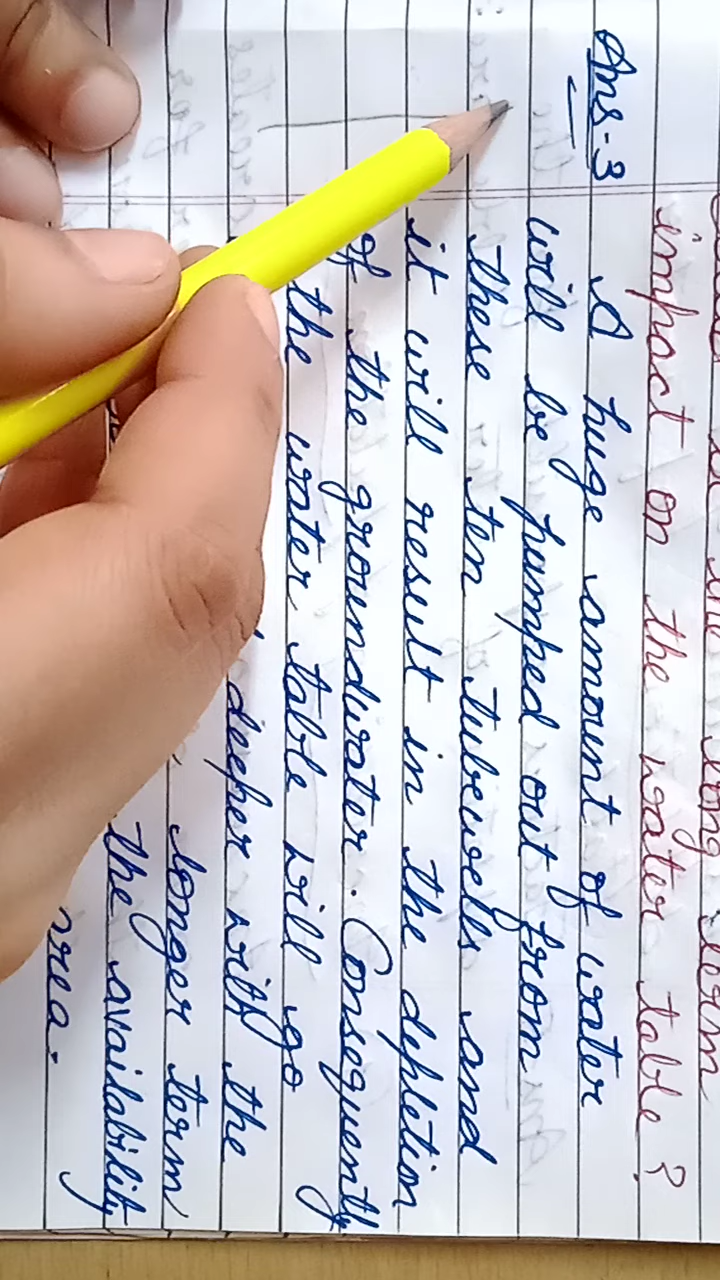 long term
impact on the water table?
Ans-3 A huge amount of water
will be pumped out from
these ten tubewells and
it will result in the depletion
of the groundwater. Consequently
the water table will go
deeper with the
longer term
the availability
area.